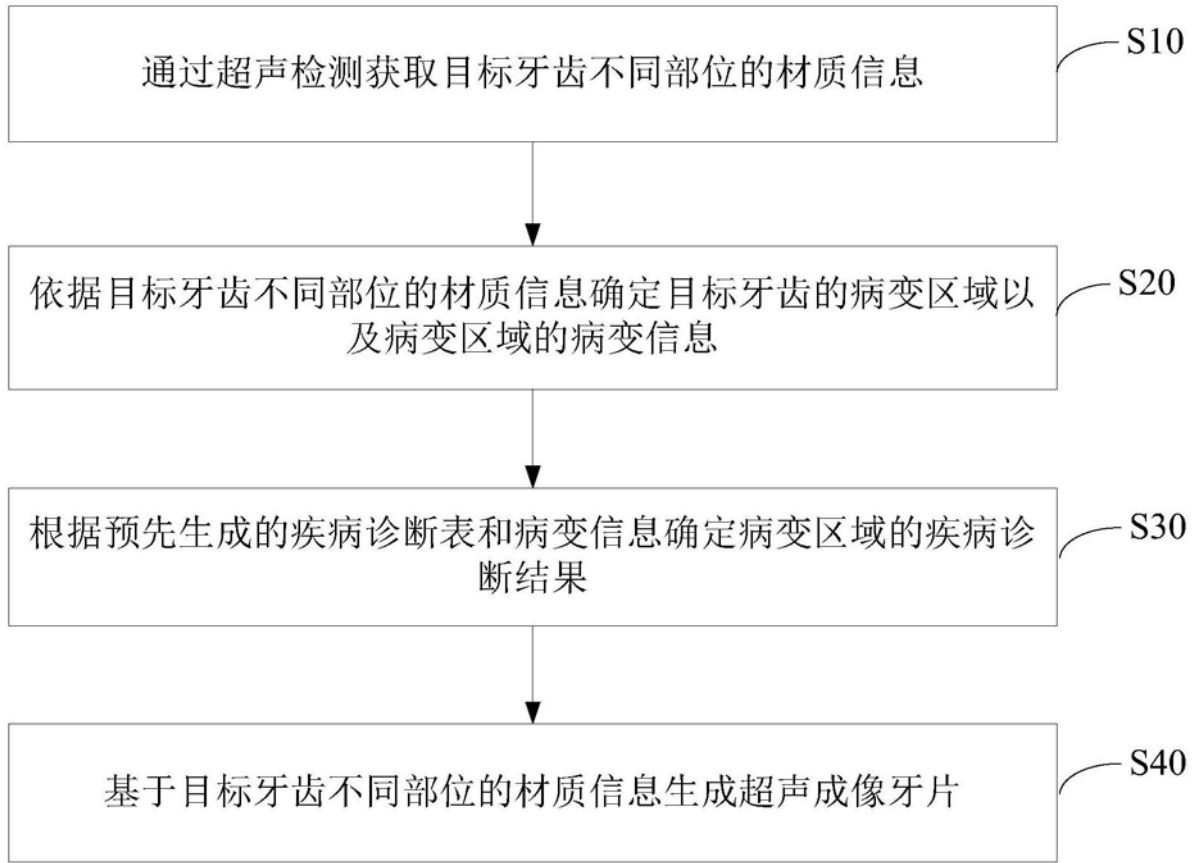 通过超声检测获取目标牙齿不同部位的材质信息
S10
依据目标牙齿不同部位的材质信息确定目标牙齿的病变区域以
及病变区域的病变信息
S20
根据预先生成的疾病诊断表和病变信息确定病变区域的疾病诊
断结果
S30
基于目标牙齿不同部位的材质信息生成超声成像牙片
S40